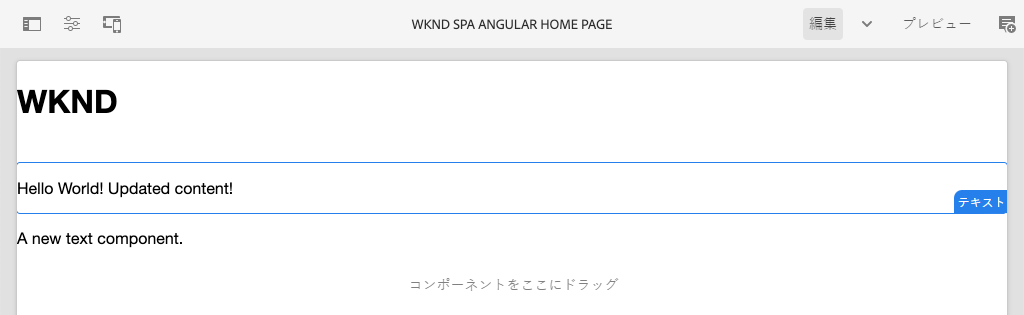 WKND SPA ANGULAR HOME PAGE
編集
プレビュー
WKND
Hello World! Updated content!
テキスト
A new text component.
コンポーネントをここにドラッグ